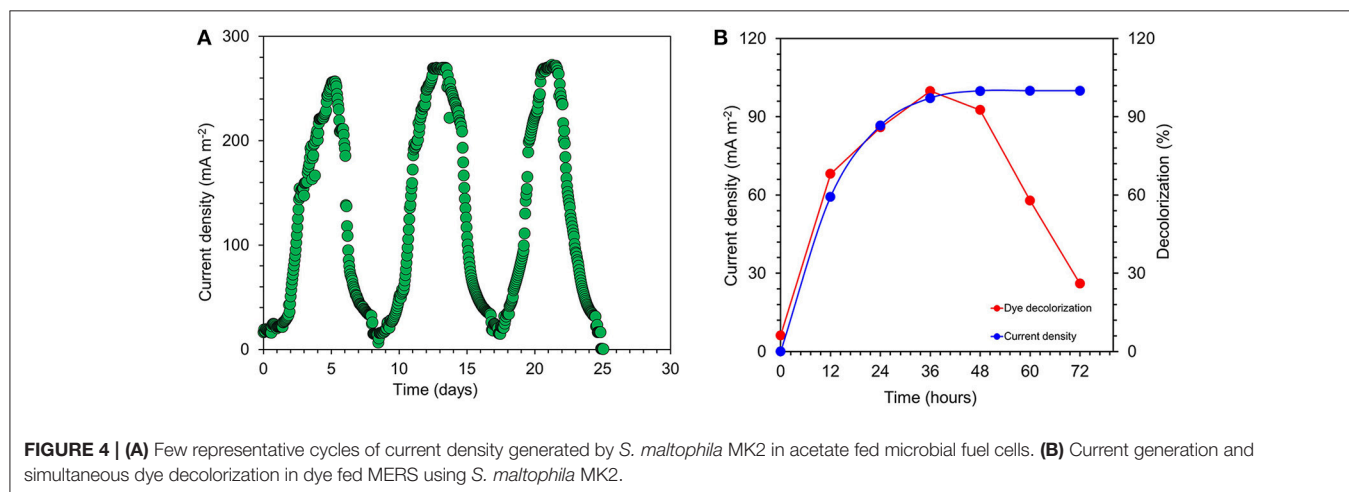 A
300
200
100
0
Current density (mA m⁻²)
0 5 10 15 20 25 30
Time (days)
B
120
90
60
30
0
Current density (mA m⁻²)
120
90
60
30
0
Decolorization (%)
Dye decolorization
Current density
0 12 24 36 48 60 72
Time (hours)
FIGURE 4 | (A) Few representative cycles of current density generated by S. maltophila MK2 in acetate fed microbial fuel cells. (B) Current generation and
simultaneous dye decolorization in dye fed MERS using S. maltophila MK2.